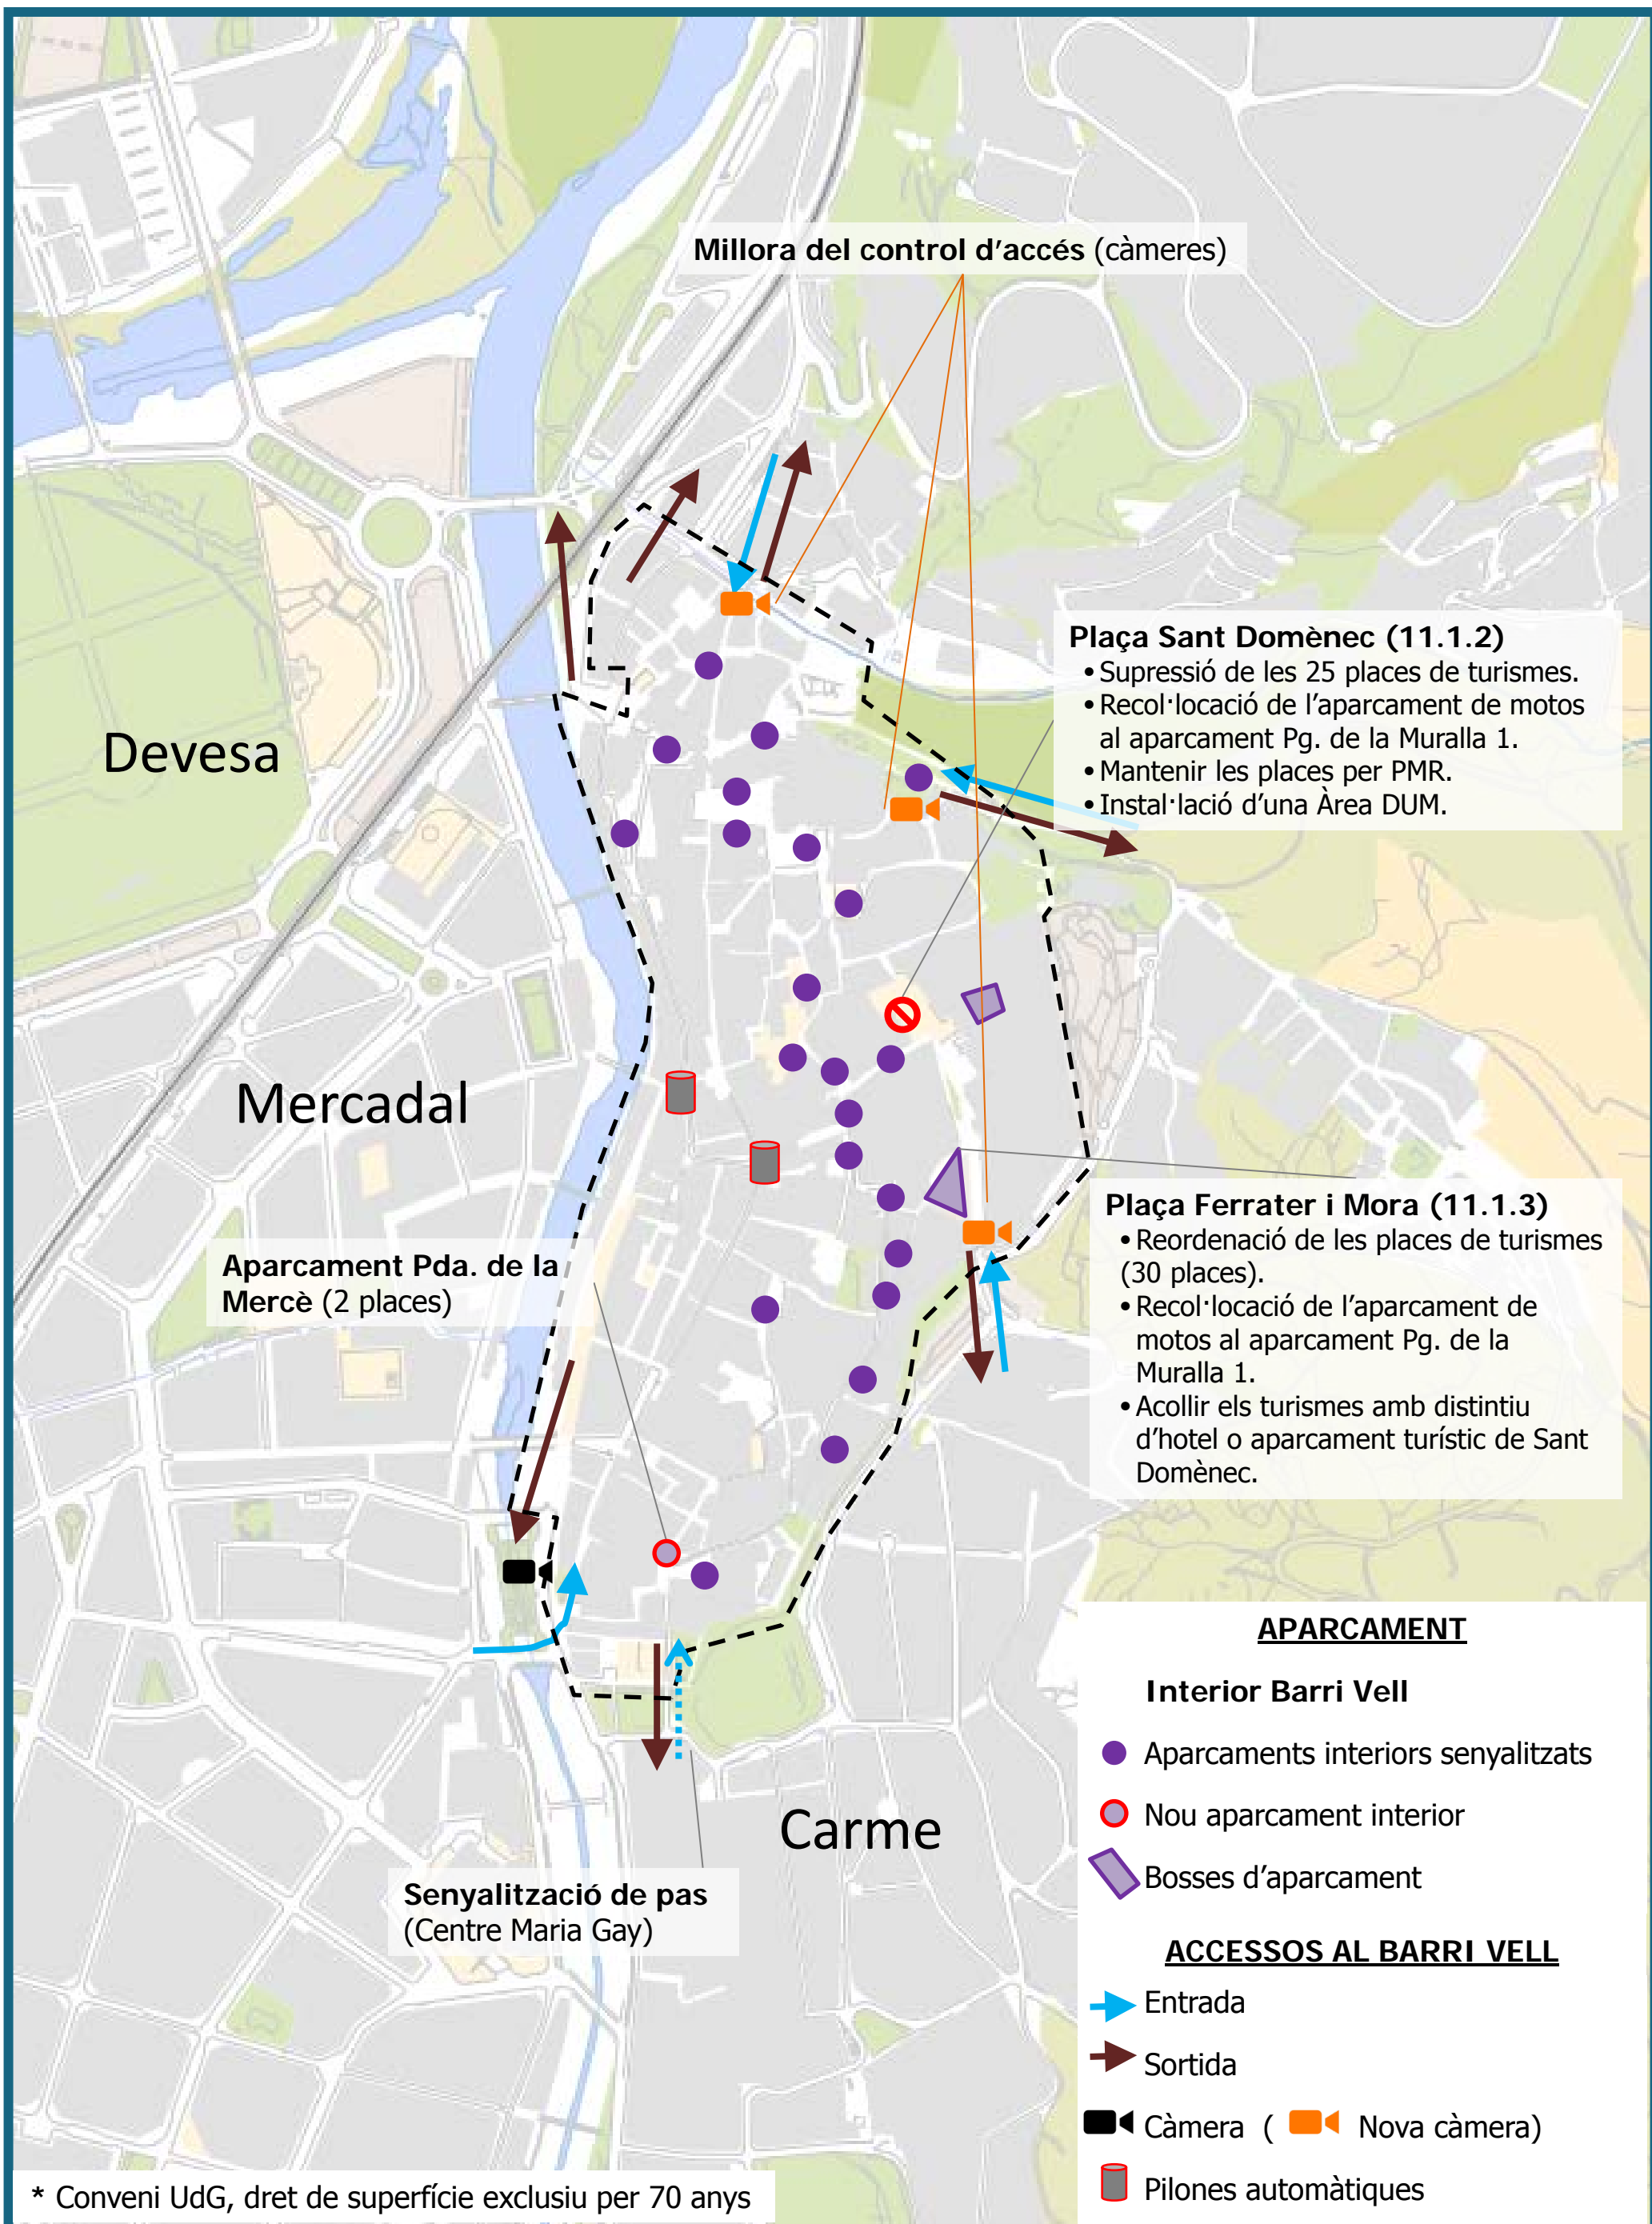 Millora del control d'accés (càmeres)
Plaça Sant Domènec (11.1.2)
• Supressió de les 25 places de turismes.
• Recol·locació de l'aparcament de motos
al aparcament Pg. de la Muralla 1.
• Mantenir les places per PMR.
• Instal·lació d'una Àrea DUM.
Devesa
Mercadal
Plaça Ferrater i Mora (11.1.3)
• Reordenació de les places de turismes
(30 places).
• Recol·locació de l'aparcament de
motos al aparcament Pg. de la
Muralla 1.
• Acollir els turismes amb distintiu
d'hotel o aparcament turístic de Sant
Domènec.
Aparcament Pda. de la
Mercè (2 places)
Carme
Senyalització de pas
(Centre Maria Gay)
APARCAMENT
Interior Barri Vell
Aparcaments interiors senyalitzats
Nou aparcament interior
Bosses d'aparcament
ACCESSOS AL BARRI VELL
Entrada
Sortida
Càmera ( Nova càmera)
Pilones automàtiques
* Conveni UdG, dret de superfície exclusiu per 70 anys